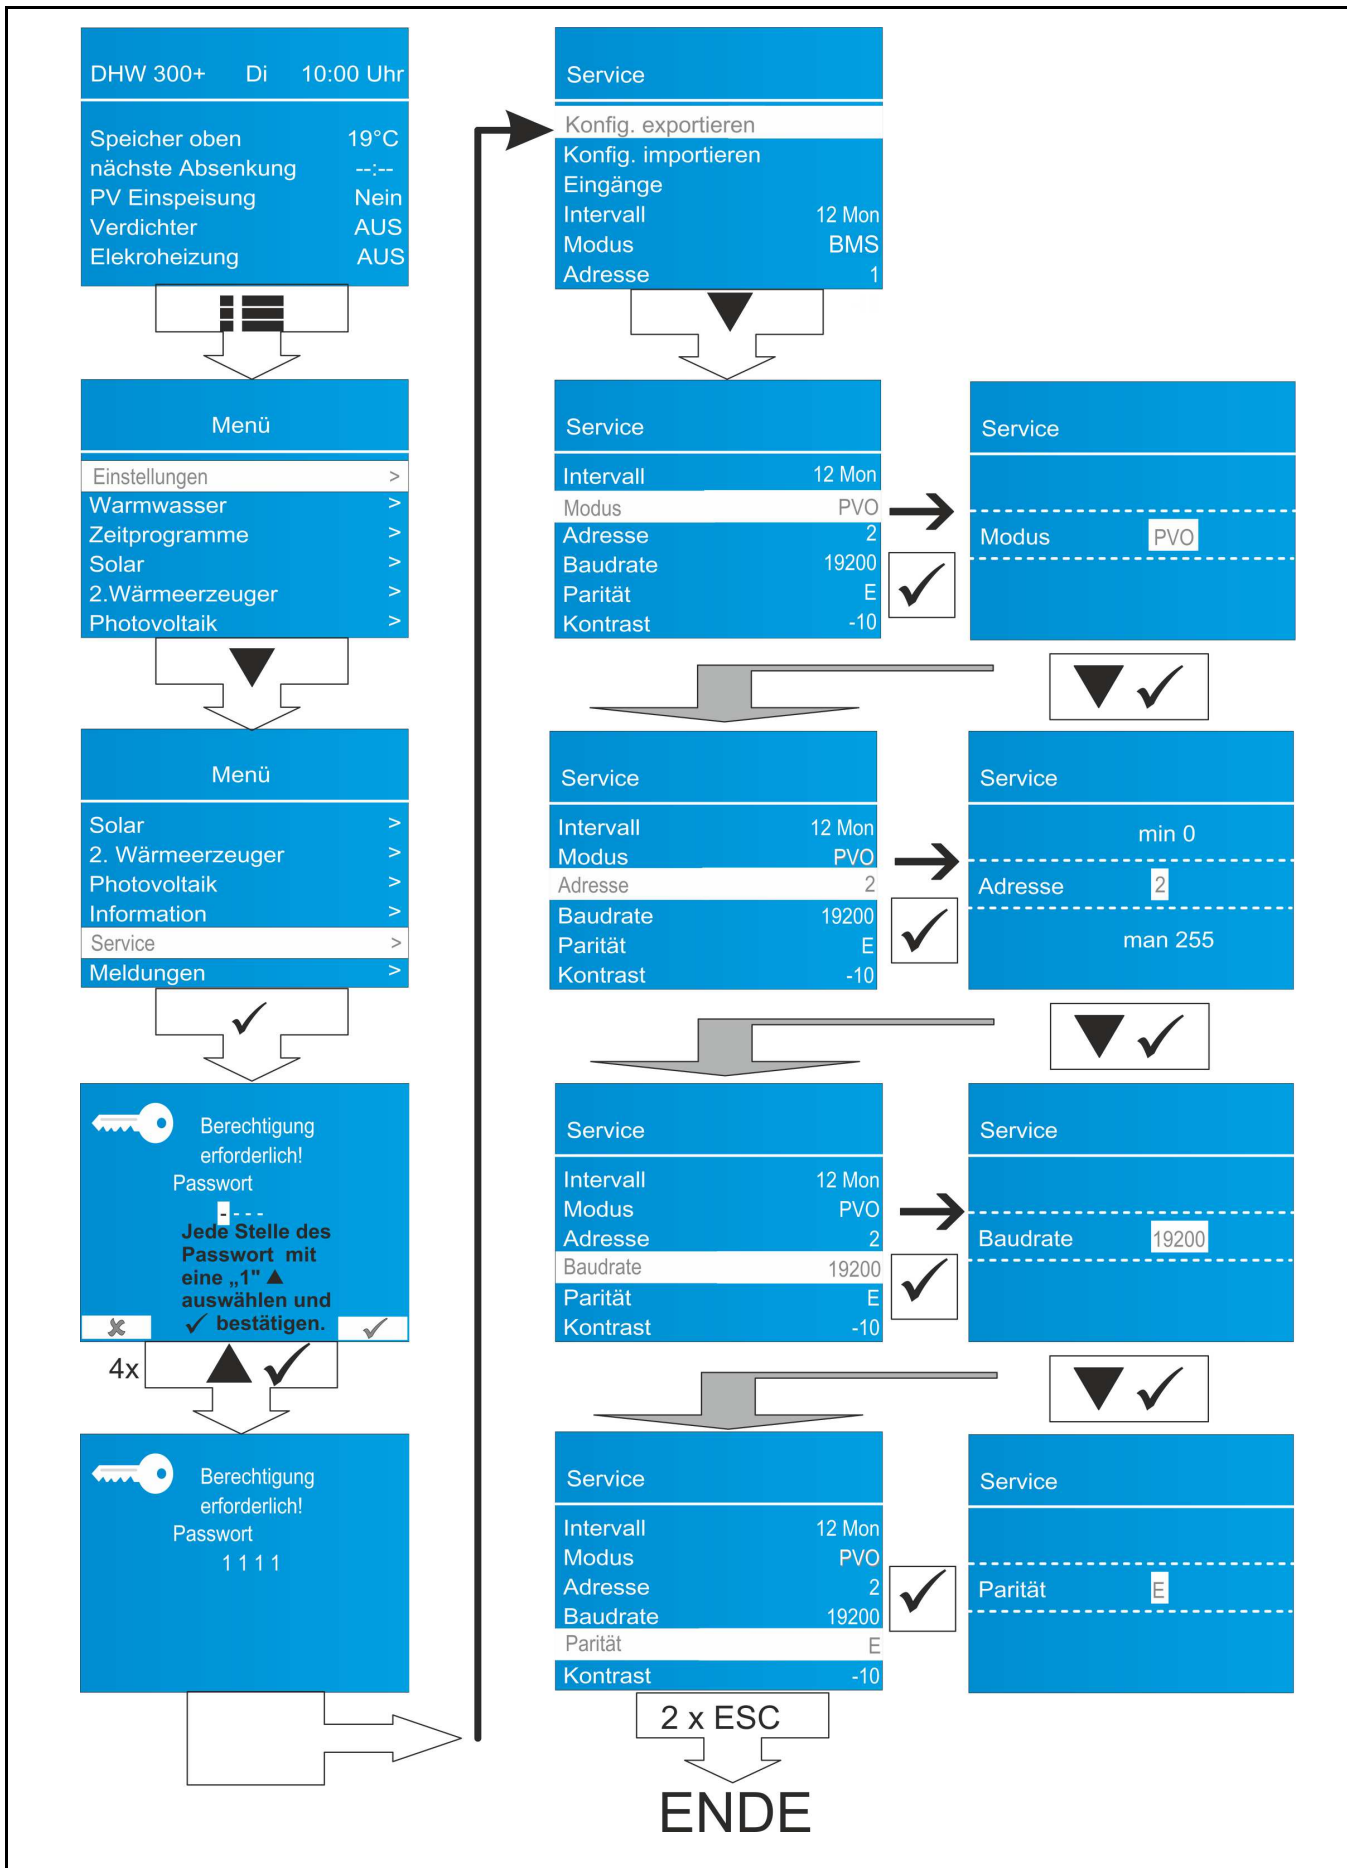 DHW 300+ Di 10:00 Uhr
Speicher oben 19°C
nächste Absenkung --:--
PV Einspeisung Nein
Verdichter AUS
Elekroheizung AUS
Menü
Einstellungen >
Warmwasser >
Zeitprogramme >
Solar >
2.Wärmeerzeuger >
Photovoltaik >
Menü
Solar >
2. Wärmeerzeuger >
Photovoltaik >
Information >
Service >
Meldungen >
Berechtigung
erforderlich!
Passwort
- - - -
Jede Stelle des
Passwort mit
eine „1" ▲
auswählen und
✓ bestätigen.
4x
Berechtigung
erforderlich!
Passwort
1 1 1 1
Service
Konfig. exportieren
Konfig. importieren
Eingänge
Intervall 12 Mon
Modus BMS
Adresse 1
Service
Intervall 12 Mon
Modus PVO
Adresse 2
Baudrate 19200
Parität E
Kontrast -10
Service
Modus PVO
Service
Intervall 12 Mon
Modus PVO
Adresse 2
Baudrate 19200
Parität E
Kontrast -10
Service
min 0
Adresse 2
man 255
Service
Intervall 12 Mon
Modus PVO
Adresse 2
Baudrate 19200
Parität E
Kontrast -10
Service
Baudrate 19200
Service
Intervall 12 Mon
Modus PVO
Adresse 2
Baudrate 19200
Parität E
Kontrast -10
Service
Parität E
2 x ESC
ENDE